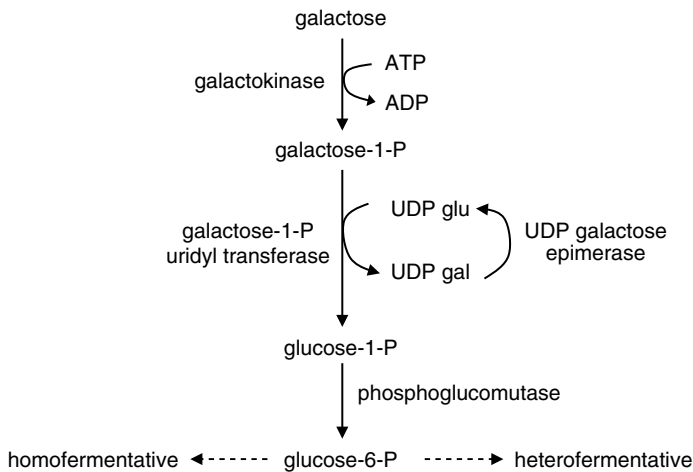 galactose
galactokinase
ATP
ADP
galactose-1-P
galactose-1-P
uridyl transferase
UDP glu
UDP gal
UDP galactose
epimerase
glucose-1-P
phosphoglucomutase
homofermentative
glucose-6-P
heterofermentative